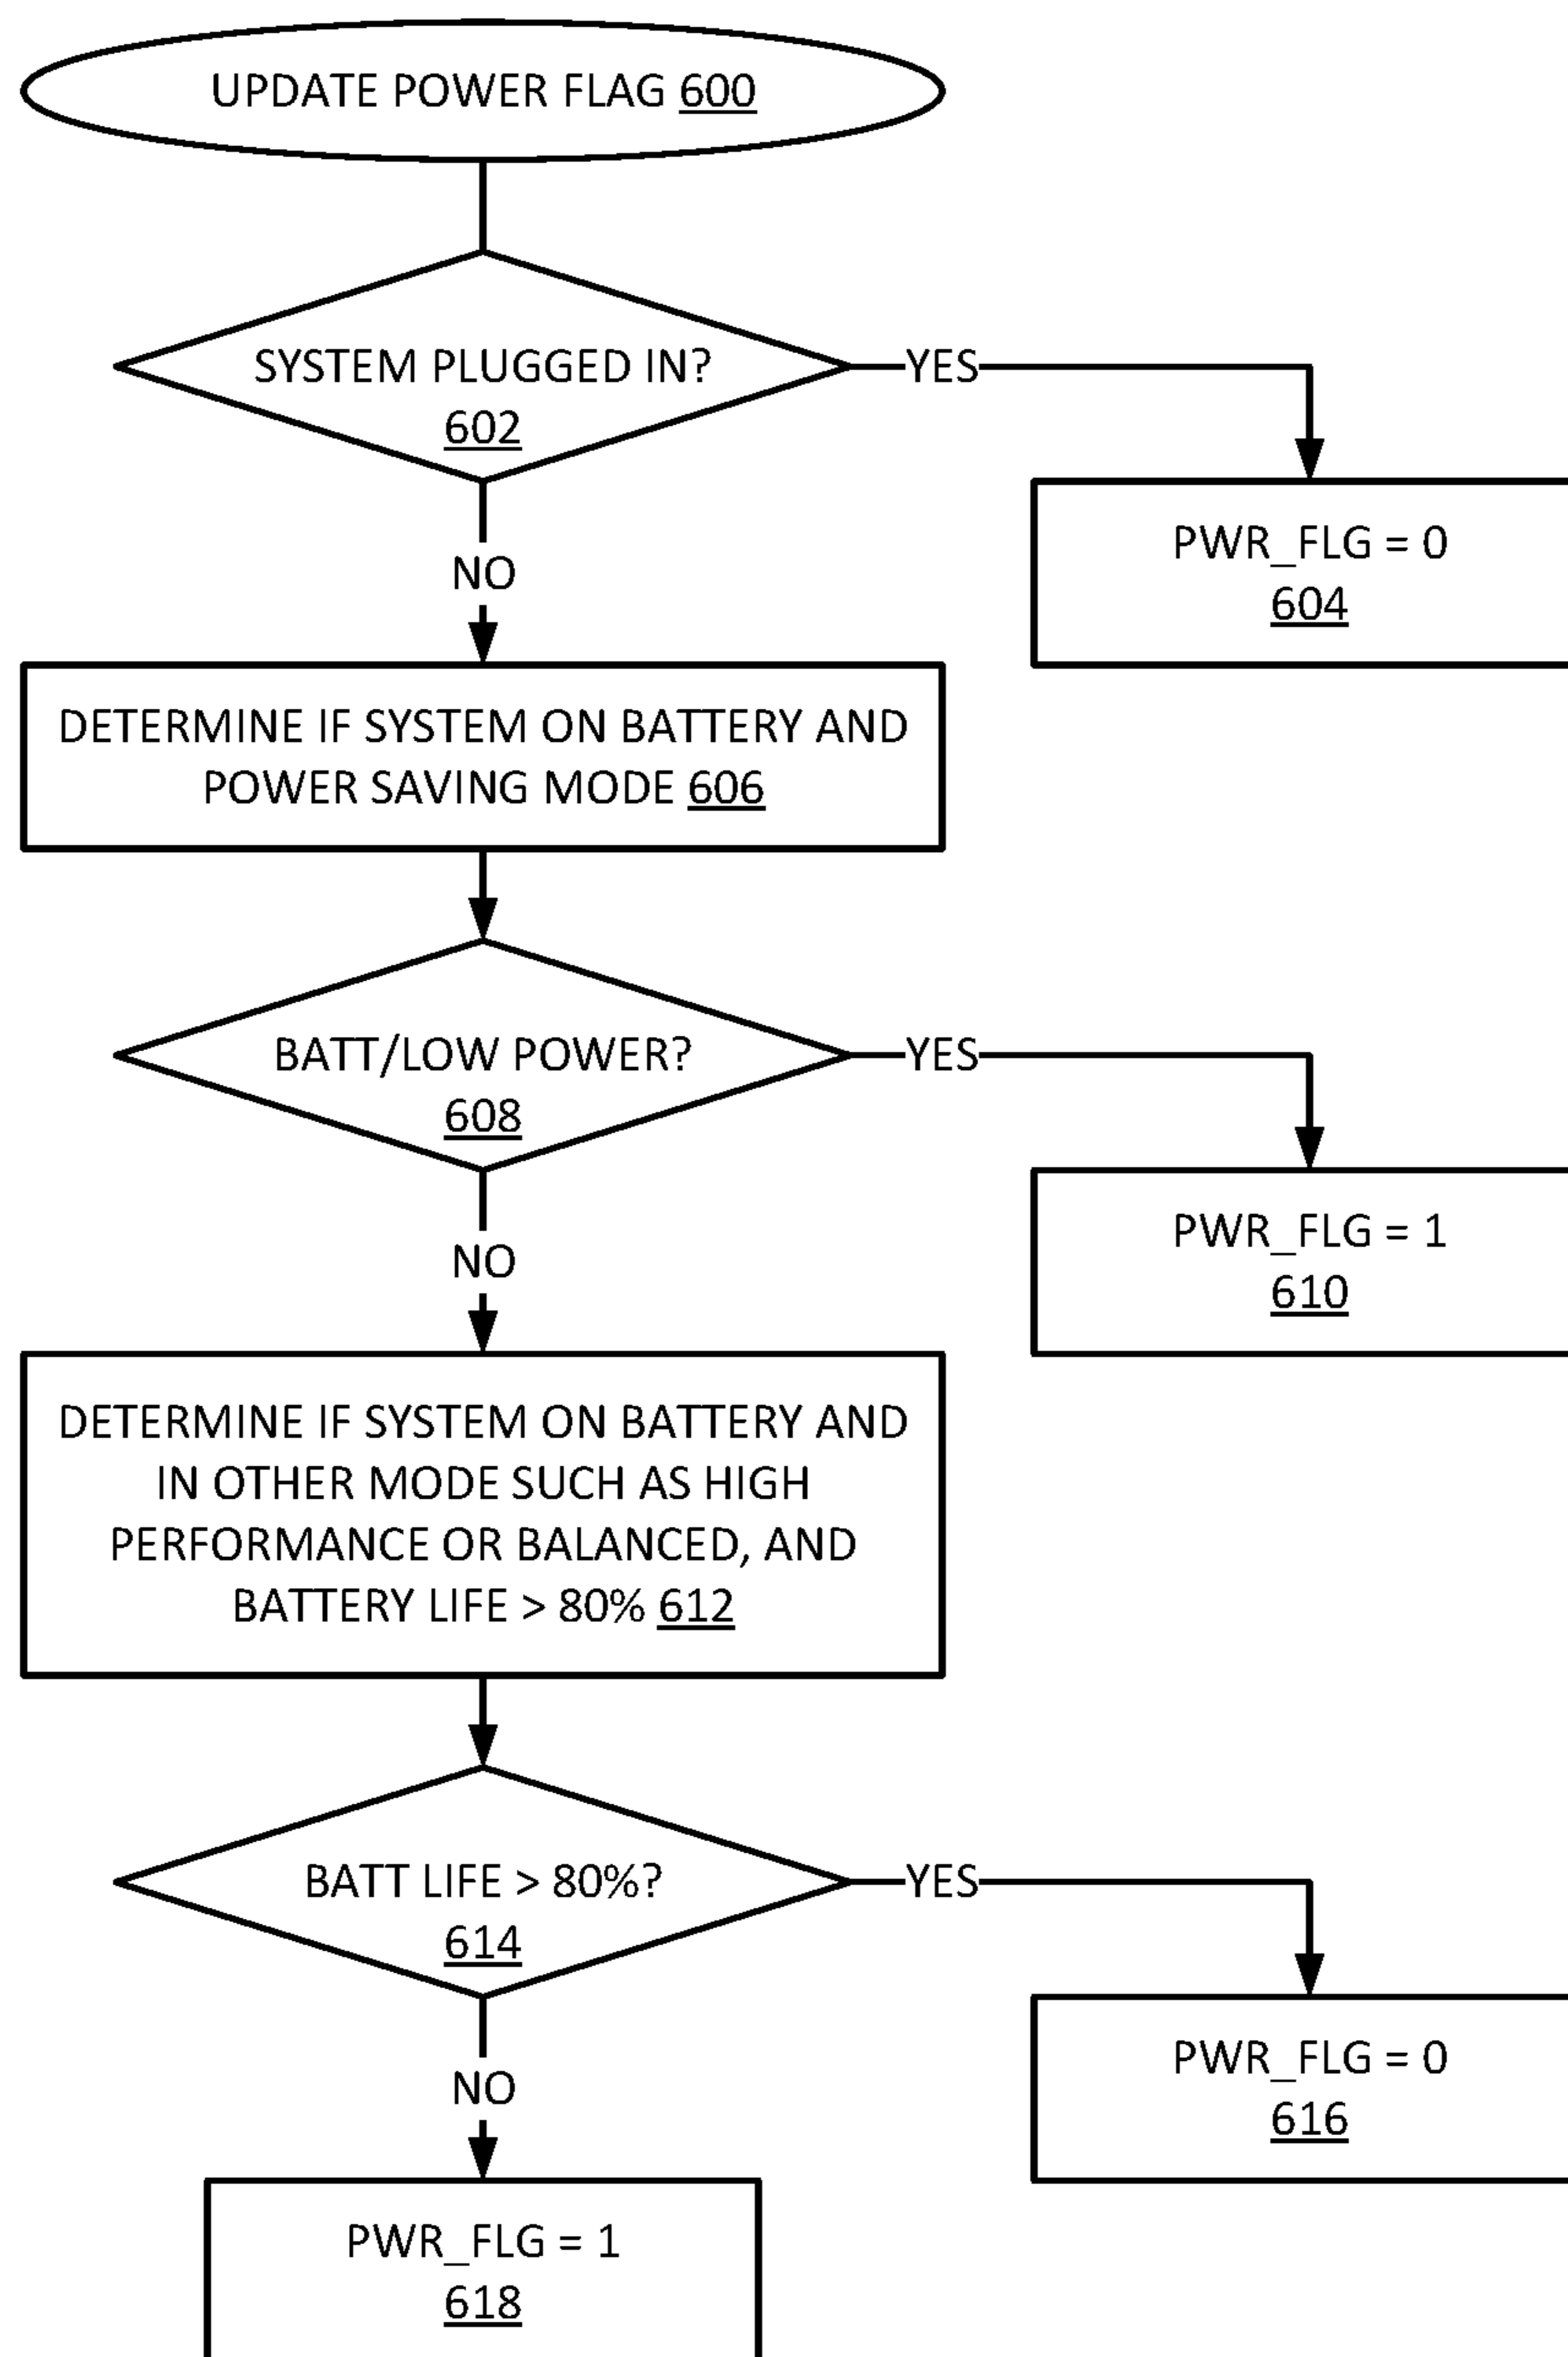 UPDATE POWER FLAG 600
SYSTEM PLUGGED IN?
602
YES
PWR_FLG = 0
604
NO
DETERMINE IF SYSTEM ON BATTERY AND
POWER SAVING MODE 606
BATT/LOW POWER?
608
YES
PWR_FLG = 1
610
NO
DETERMINE IF SYSTEM ON BATTERY AND
IN OTHER MODE SUCH AS HIGH
PERFORMANCE OR BALANCED, AND
BATTERY LIFE > 80% 612
BATT LIFE > 80%?
614
YES
PWR_FLG = 0
616
NO
PWR_FLG = 1
618